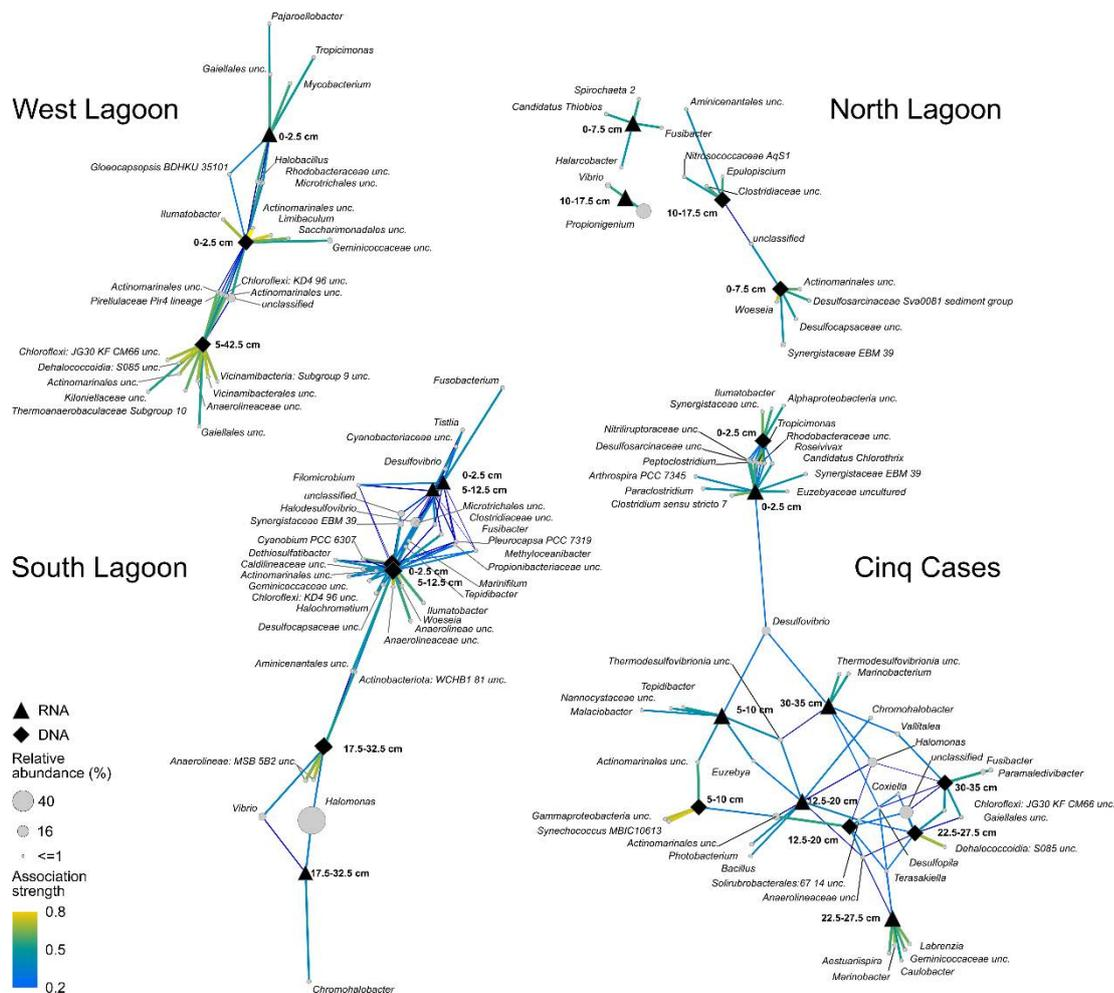 West Lagoon
Pajaroellobacter
Tropicimonas
Gaiellales unc.
Mycobacterium
0-2.5 cm
Gloeocapsopsis BDHKU 35101
Halobacillus
Rhodobacteraceae unc.
Microtrichales unc.
Ilumatobacter
Actinomarinales unc.
Limibaculum
Saccharimonadales unc.
0-2.5 cm
Geminicoccaceae unc.
Chloroflexi: KD4 96 unc.
Actinomarinales unc.
Actinomarinales unc.
Pirellulaceae Pir4 lineage
unclassified
5-42.5 cm
Chloroflexi: JG30 KF CM66 unc.
Dehalococcoidia: S085 unc.
Actinomarinales unc.
Vicinamibacteria: Subgroup 9 unc.
Kiloniellaceae unc.
Vicinamibacterales unc.
Anaerolineaceae unc.
Thermoanaerobaculaceae Subgroup 10
Gaiellales unc.
North Lagoon
Spirochaeta 2
Candidatus Thiobios
Aminicenantales unc.
0-7.5 cm
Fusibacter
Halarcobacter
Nitrosococcaceae AqS1
Vibrio
Epulopiscium
Clostridiaceae unc.
10-17.5 cm
10-17.5 cm
Propionigenium
unclassified
Actinomarinales unc.
0-7.5 cm
Desulfosarcinaceae Sva0081 sediment group
Woeseia
Desulfocapsaceae unc.
Synergistaceae EBM 39
South Lagoon
Fusobacterium
Tistlia
Cyanobacteriaceae unc.
Desulfovibrio
Filomicrobium
0-2.5 cm
5-12.5 cm
unclassified
Halodesulfovibrio
Microtrichales unc.
Synergistaceae EBM 39
Clostridiaceae unc.
Fusibacter
Cyanobium PCC 6307
Pleurocapsa PCC 7319
Dothiosulfatibacter
Methyloceanibacter
Caldilineaceae unc.
Propionibacteriaceae unc.
Actinomarinales unc.
0-2.5 cm
5-12.5 cm
Marinifilum
Geminicoccaceae unc.
Tepidibacter
Chloroflexi: KD4 96 unc.
Halochromatium
Ilumatobacter
Woeseia
Desulfocapsaceae unc.
Anaerolineae unc.
Anaerolineaceae unc.
Aminicenantales unc.
Actinobacteriota: WCHB1 81 unc.
17.5-32.5 cm
Anaerolineae: MSB 5B2 unc.
Vibrio
Halomonas
17.5-32.5 cm
Chromohalobacter
Cinq Cases
Ilumatobacter
Synergistaceae unc.
Alphaproteobacteria unc.
Tropicimonas
Nitriliruptoraceae unc.
0-2.5 cm
Rhodobacteraceae unc.
Desulfosarcinaceae unc.
Roseivivax
Peptoclostridium
Candidatus Chlorothrix
Arthrospira PCC 7345
Synergistaceae EBM 39
Paraclostridium
Euzebyaceae uncultured
Clostridium sensu stricto 7
0-2.5 cm
Desulfovibrio
Thermodesulfovibrionia unc.
Thermodesulfovibrionia unc.
Marinobacterium
Tepidibacter
Nannocystaceae unc.
Malaciobacter
5-10 cm
30-35 cm
Chromohalobacter
Vallitalea
Actinomarinales unc.
Euzebya
Halomonas
unclassified
Fusibacter
Paramaledivibacter
Coxiella
30-35 cm
5-10 cm
12.5-20 cm
Chloroflexi: JG30 KF CM66 unc.
Gammaproteobacteria unc.
Gaiellales unc.
Synechococcus MBIC10613
12.5-20 cm
22.5-27.5 cm
Actinomarinales unc.
Dehalococcoidia: S085 unc.
Photobacterium
Desulfopila
Bacillus
Terasakiella
Solirubrobacterales:67 14 unc.
Anaerolineaceae unc.
22.5-27.5 cm
Labrenzia
Aestuariispira
Geminicoccaceae unc.
Marinobacter
Caulobacter
RNA
DNA
Relative
abundance (%)
40
16
<=1
Association
strength
0.8
0.5
0.2